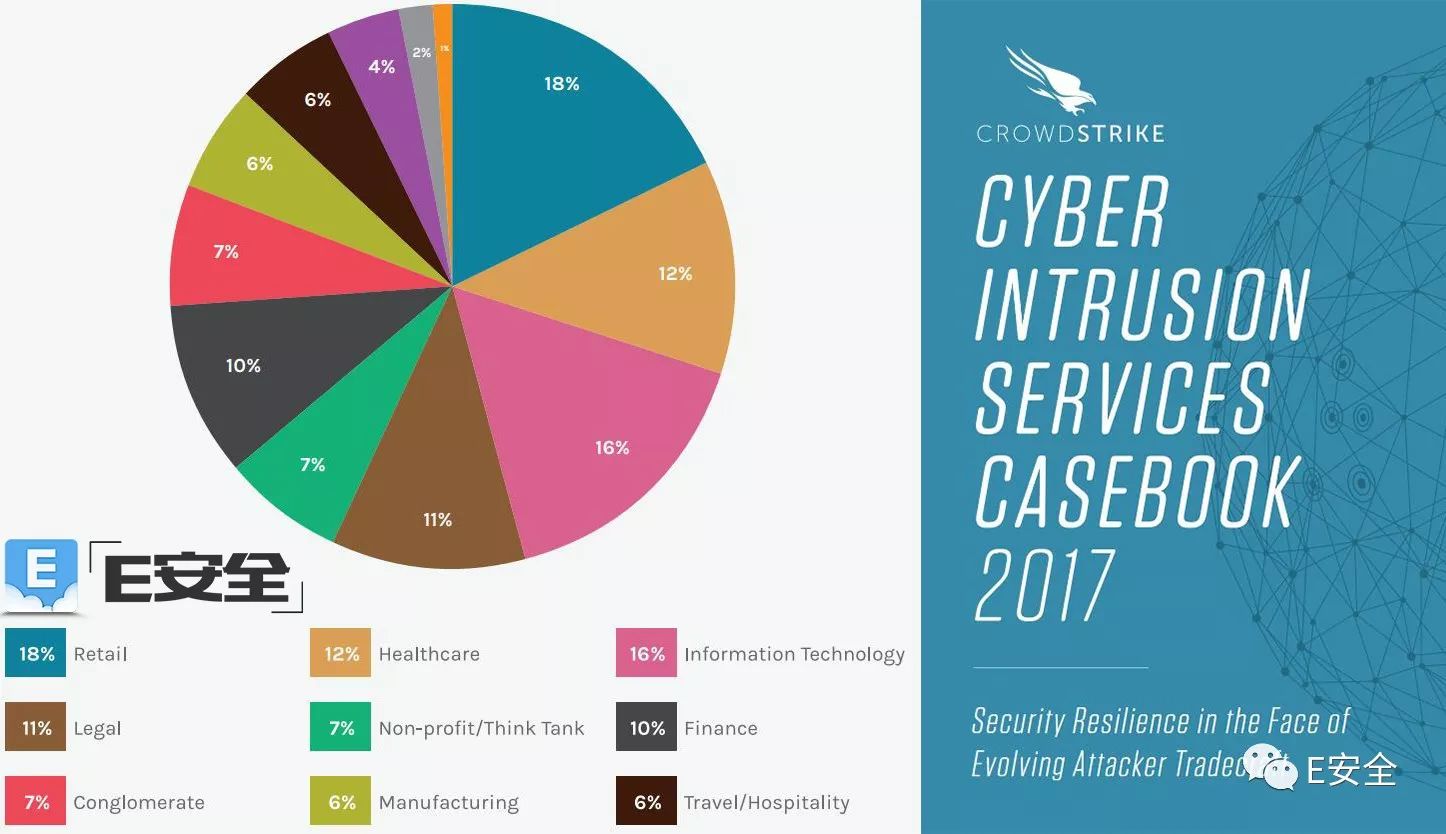 18%
12%
16%
11%
7%
10%
7%
6%
6%
4%
2%
1%
E
「E安全」
18% Retail
12% Healthcare
16% Information Technology
11% Legal
7% Non-profit/Think Tank
10% Finance
7% Conglomerate
6% Manufacturing
6% Travel/Hospitality
CROWDSTRIKE
CYBER
INTRUSION
SERVICES
CASEBOOK
2017
Security Resilience in the Face of
Evolving Attacker
E安全